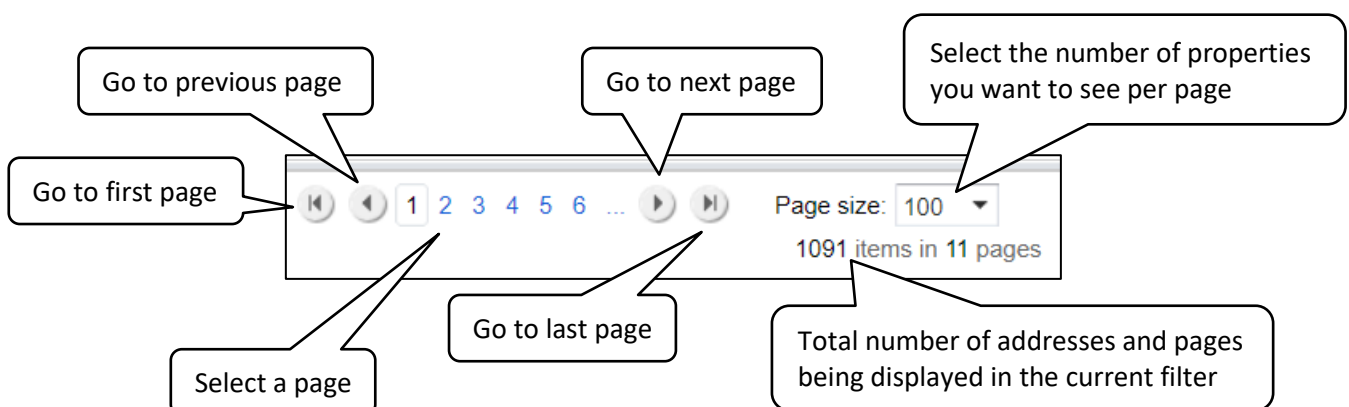 Select the number of properties
you want to see per page
Go to previous page
Go to next page
Go to first page
1 2 3 4 5 6 ... Page size: 100
1091 items in 11 pages
Go to last page
Total number of addresses and pages
being displayed in the current filter
Select a page